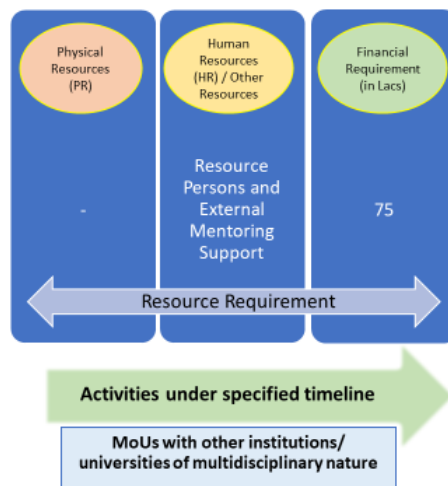 Physical
Resources
(PR)
Human
Resources
(HR) / Other
Resources
Financial
Requirement
(in Lacs)
-
Resource
Persons and
External
Mentoring
Support
75
Resource Requirement
Activities under specified timeline
MoUs with other institutions/
universities of multidisciplinary nature